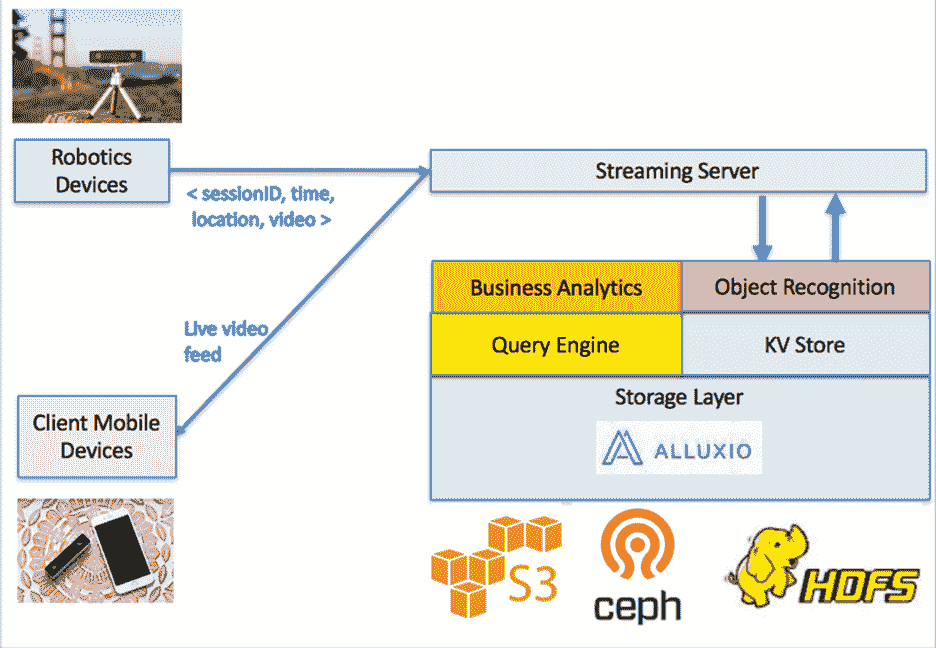 Robotics
Devices
< sessionID, time,
location, video >
Streaming Server
Business Analytics
Object Recognition
Query Engine
KV Store
Live video
feed
Storage Layer
ALLUXIO
Client Mobile
Devices
S3
ceph
HDFS